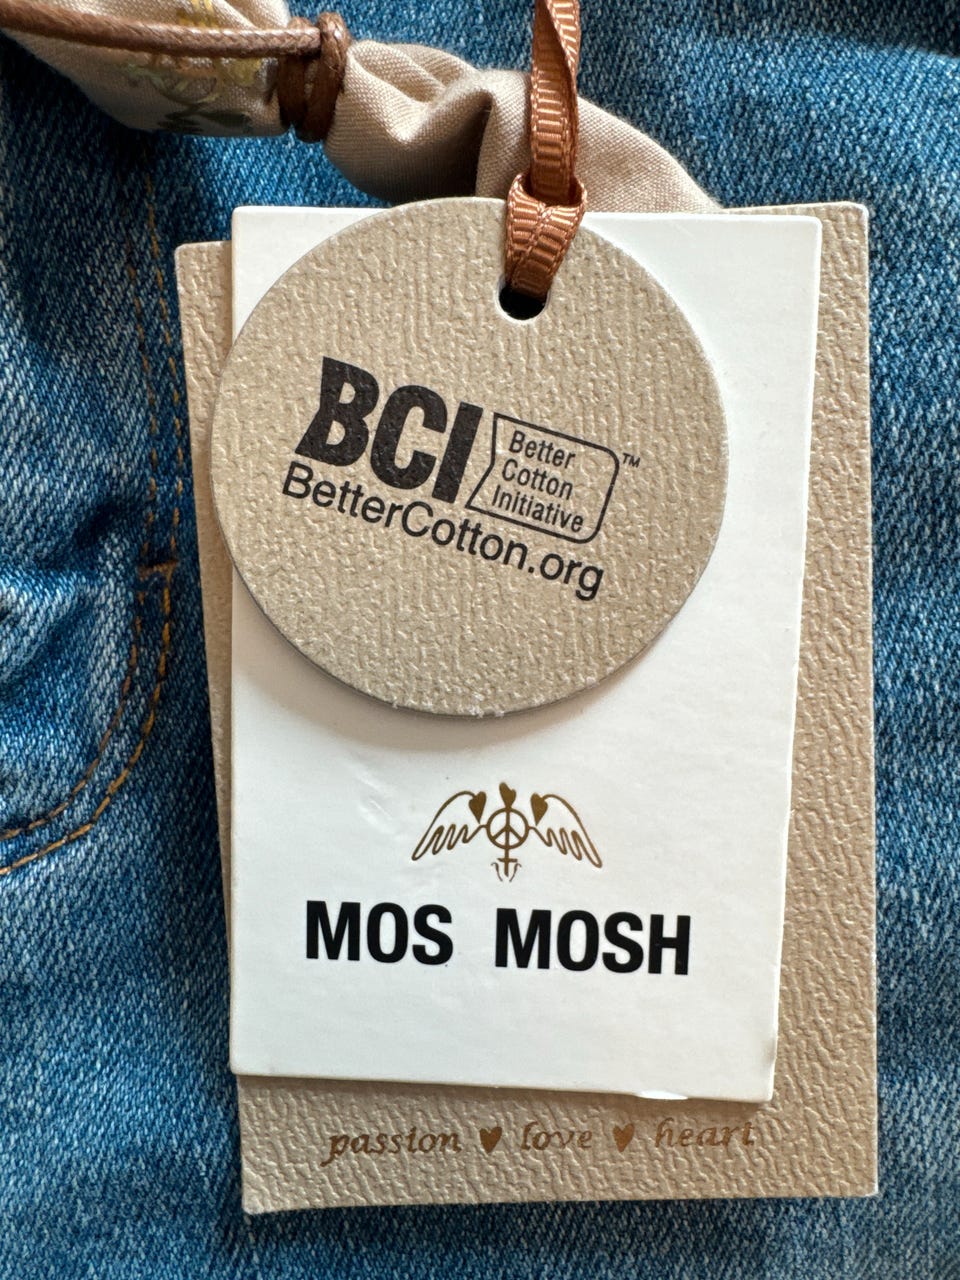 BCI
Better
Cotton
Initiative
™
BetterCotton.org
MOS MOSH
passion ♥ love ♥ heart